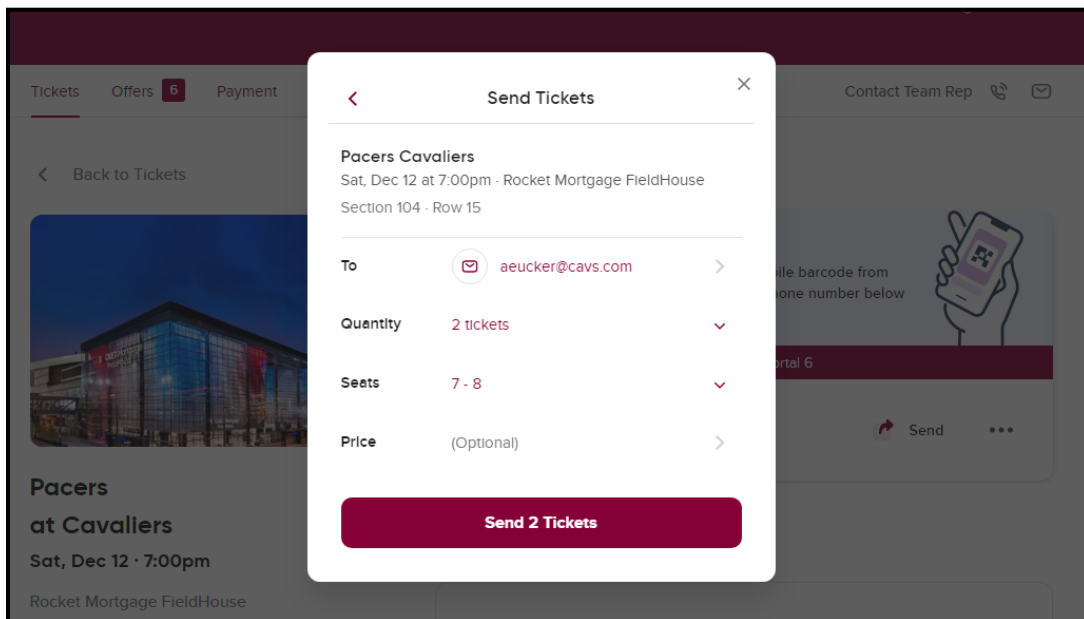 Tickets Offers 6 Payment
Contact Team Rep
Back to Tickets
Send Tickets
Pacers Cavaliers
Sat, Dec 12 at 7:00pm · Rocket Mortgage FieldHouse
Section 104 · Row 15
To aeucker@cavs.com
Quantity 2 tickets
Seats 7 - 8
Price (Optional)
Send 2 Tickets
barcode from
number below
6
Send
Pacers
at Cavaliers
Sat, Dec 12 · 7:00pm
Rocket Mortgage FieldHouse